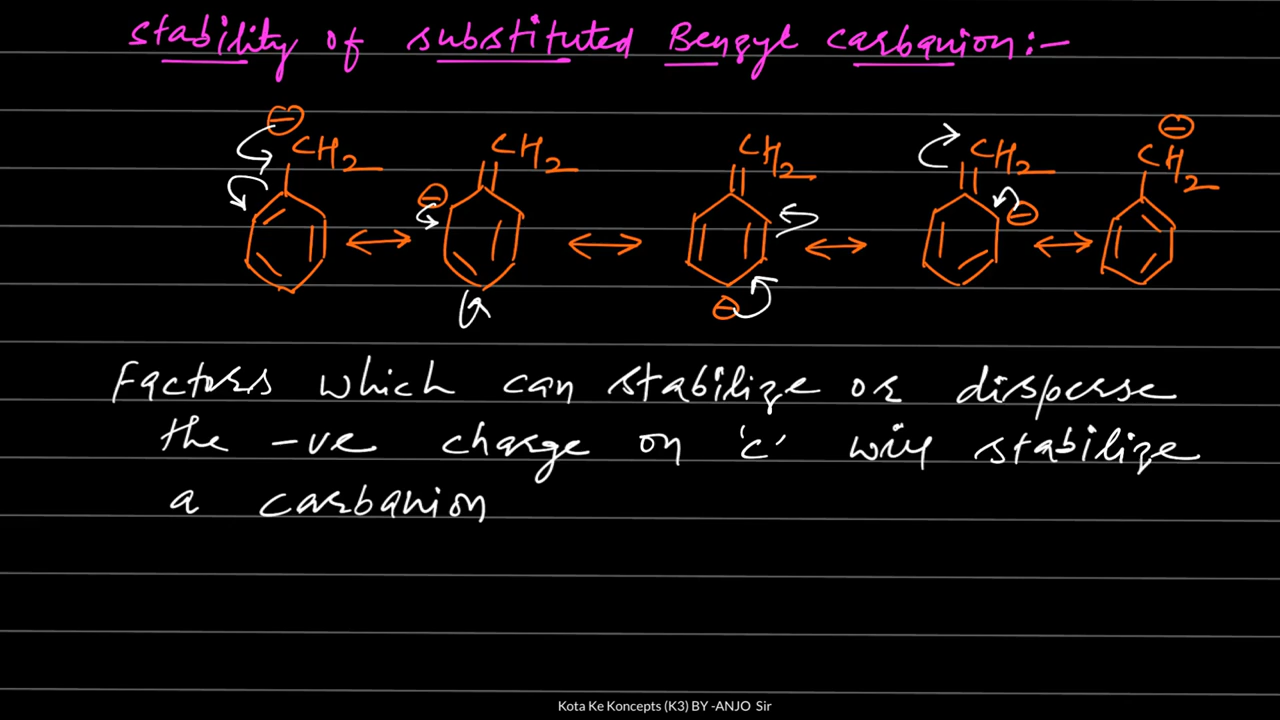 Stability of substituted Benzyl carbanion:-
⊖ ⊖
CH2 CH2 CH2 CH2 CH2
⊖ ⊖
↔ ↔ ↔ ↔
⊖
Factors which can stabilize or disperse
the -ve charge on 'c' will stabilize
a carbanion
Kota Ke Koncepts (K3) BY -ANJO Sir